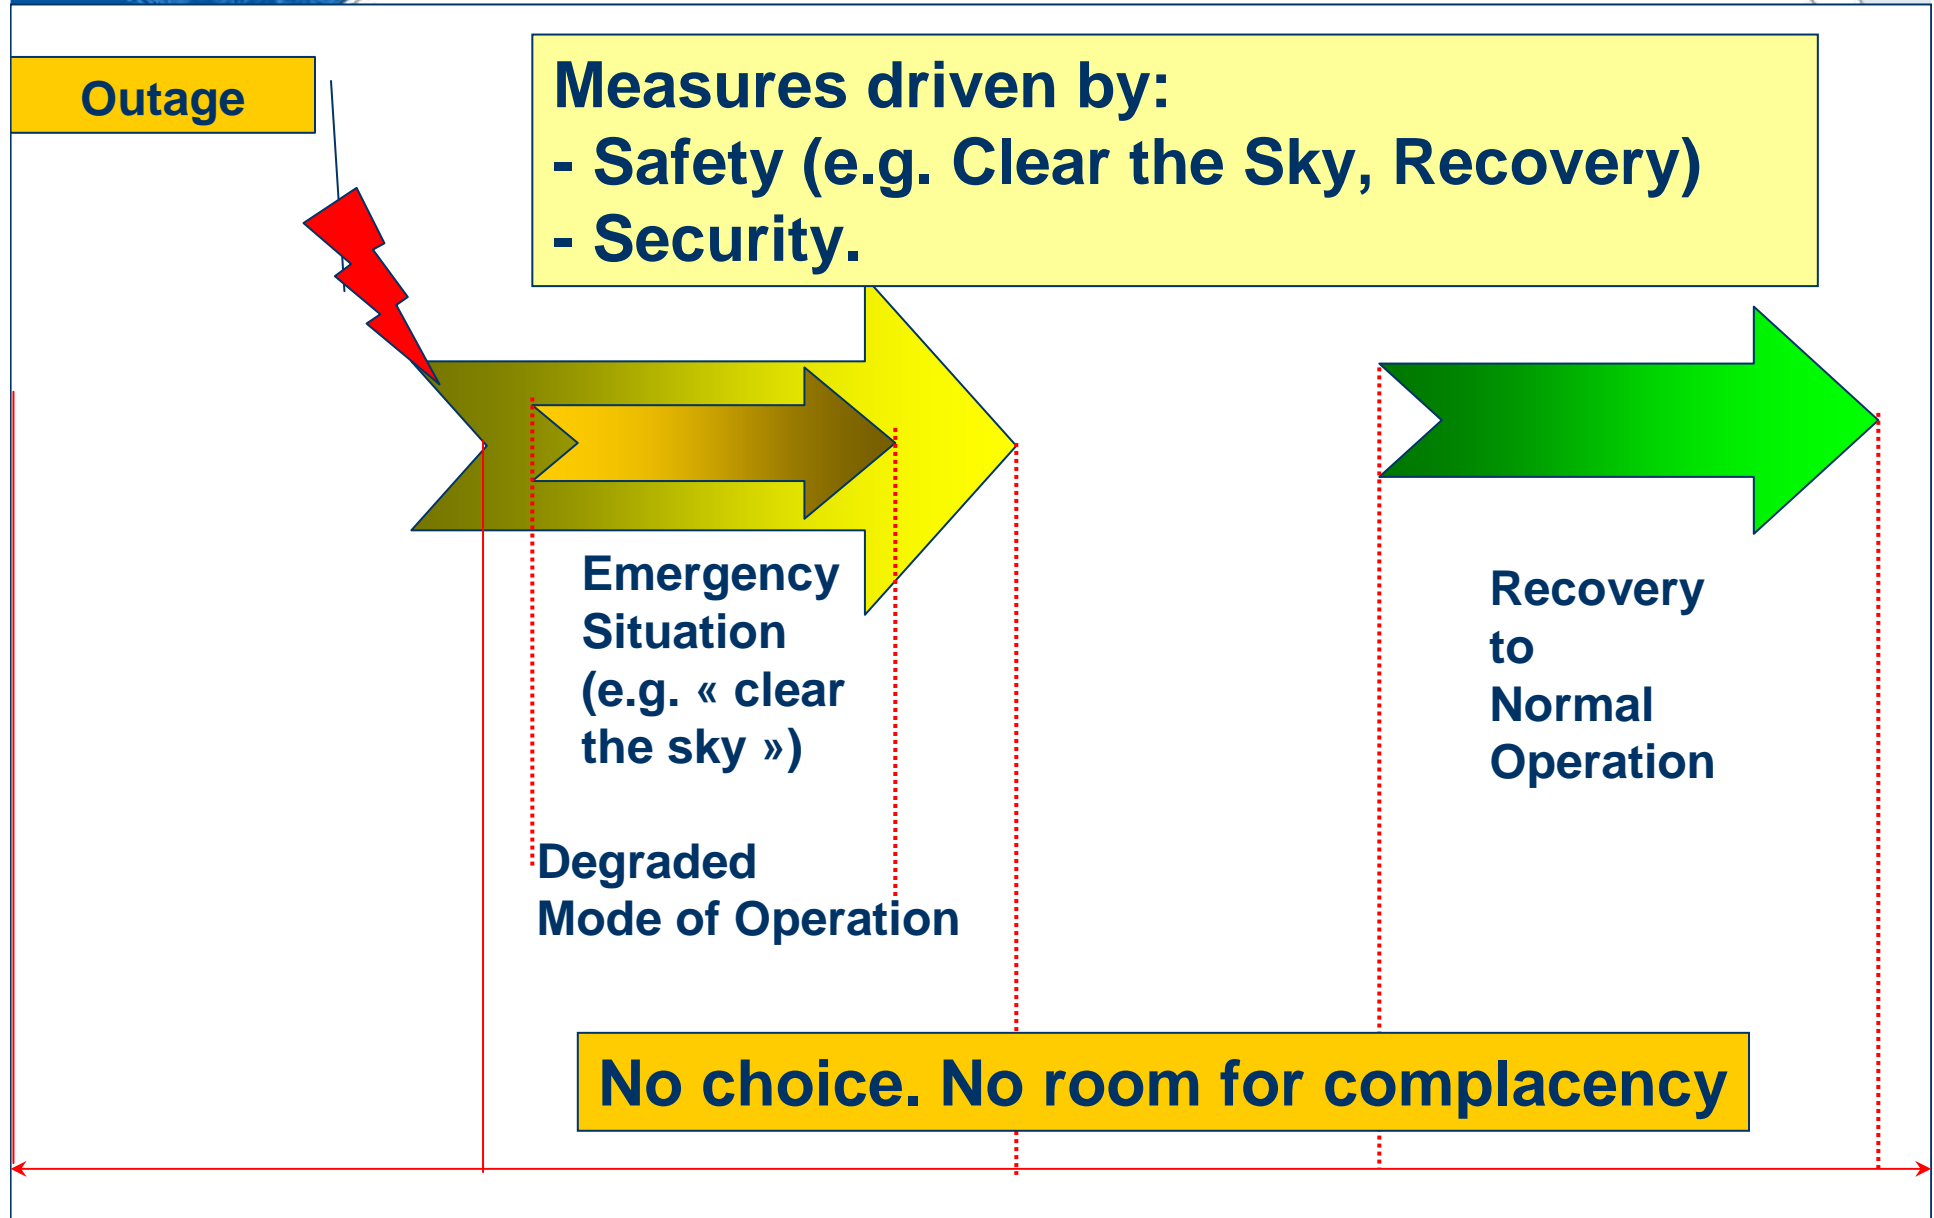 Outage
Measures driven by:
- Safety (e.g. Clear the Sky, Recovery)
- Security.
Emergency
Situation
(e.g. « clear
the sky »)
Degraded
Mode of Operation
Recovery
to
Normal
Operation
No choice. No room for complacency